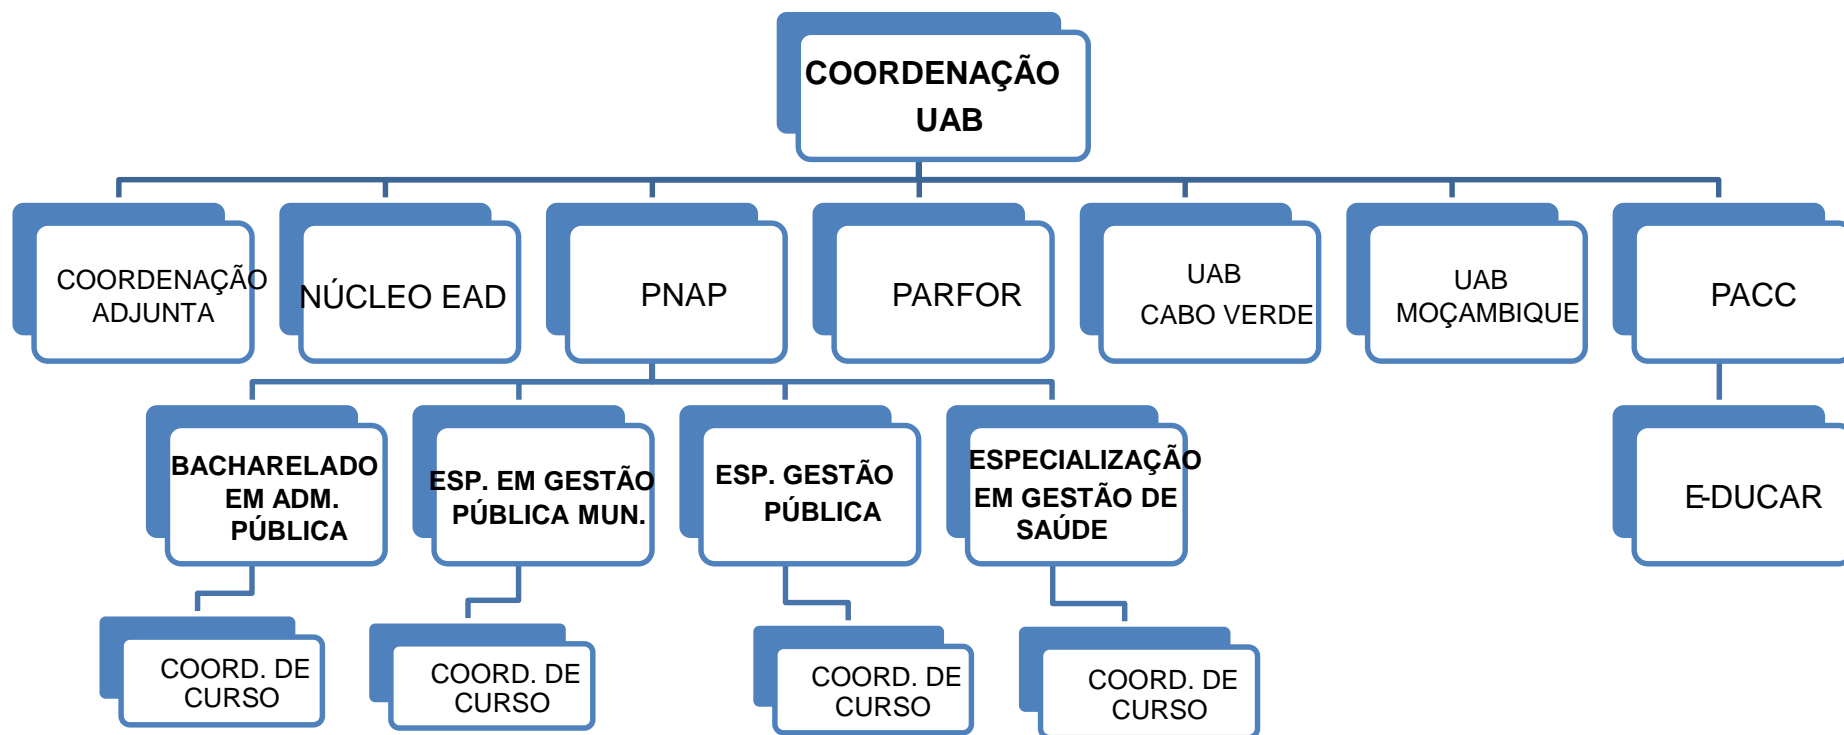 COORDENAÇÃO
UAB
COORDENAÇÃO
ADJUNTA
NÚCLEO EAD
PNAP
PARFOR
UAB
CABO VERDE
UAB
MOÇAMBIQUE
PACC
BACHARELADO
EM ADM.
PÚBLICA
ESP. EM GESTÃO
PÚBLICA MUN.
ESP. GESTÃO
PÚBLICA
ESPECIALIZAÇÃO
EM GESTÃO DE
SAÚDE
E-DUCAR
COORD. DE
CURSO
COORD. DE
CURSO
COORD. DE
CURSO
COORD. DE
CURSO